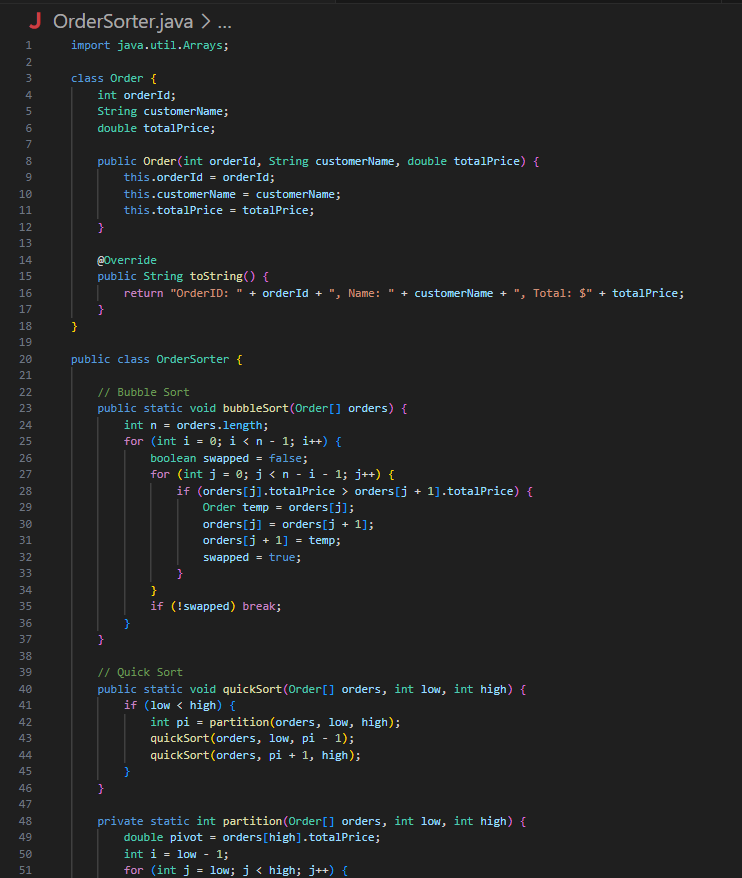 J OrderSorter.java > ...
1 import java.util.Arrays;
2
3 class Order {
4     int orderId;
5     String customerName;
6     double totalPrice;
7
8     public Order(int orderId, String customerName, double totalPrice) {
9         this.orderId = orderId;
10         this.customerName = customerName;
11         this.totalPrice = totalPrice;
12     }
13
14     @Override
15     public String toString() {
16         return "OrderID: " + orderId + ", Name: " + customerName + ", Total: $" + totalPrice;
17     }
18 }
19
20 public class OrderSorter {
21
22     // Bubble Sort
23     public static void bubbleSort(Order[] orders) {
24         int n = orders.length;
25         for (int i = 0; i < n - 1; i++) {
26             boolean swapped = false;
27             for (int j = 0; j < n - i - 1; j++) {
28                 if (orders[j].totalPrice > orders[j + 1].totalPrice) {
29                     Order temp = orders[j];
30                     orders[j] = orders[j + 1];
31                     orders[j + 1] = temp;
32                     swapped = true;
33                 }
34             }
35             if (!swapped) break;
36         }
37     }
38
39     // Quick Sort
40     public static void quickSort(Order[] orders, int low, int high) {
41         if (low < high) {
42             int pi = partition(orders, low, high);
43             quickSort(orders, low, pi - 1);
44             quickSort(orders, pi + 1, high);
45         }
46     }
47
48     private static int partition(Order[] orders, int low, int high) {
49         double pivot = orders[high].totalPrice;
50         int i = low - 1;
51         for (int j = low; j < high; j++) {